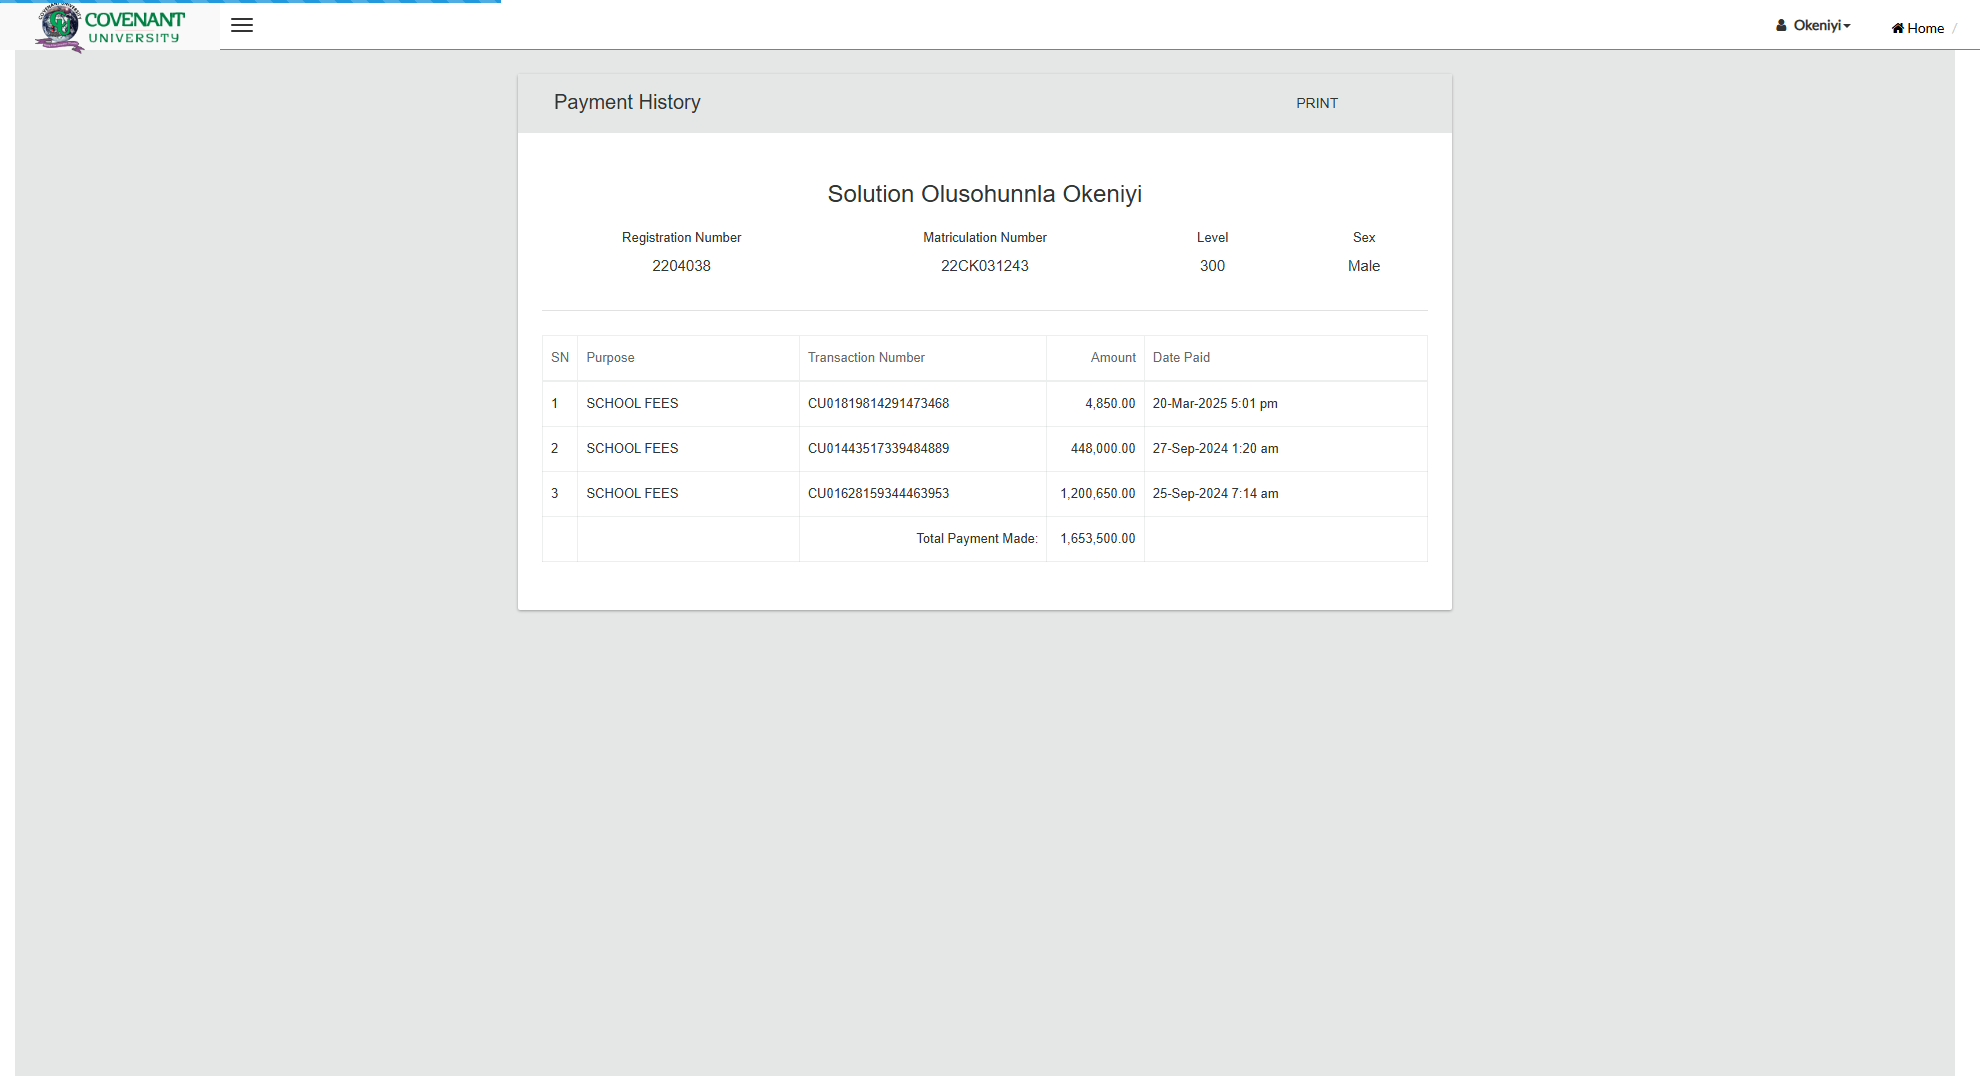 COVENANT
UNIVERSITY
Okeniyi
Home /
Payment History
PRINT
Solution Olusohunnla Okeniyi
Registration Number Matriculation Number Level Sex
2204038 22CK031243 300 Male
SN Purpose Transaction Number Amount Date Paid
1 SCHOOL FEES CU01819814291473468 4,850.00 20-Mar-2025 5:01 pm
2 SCHOOL FEES CU01443517339484889 448,000.00 27-Sep-2024 1:20 am
3 SCHOOL FEES CU01628159344463953 1,200,650.00 25-Sep-2024 7:14 am
Total Payment Made: 1,653,500.00